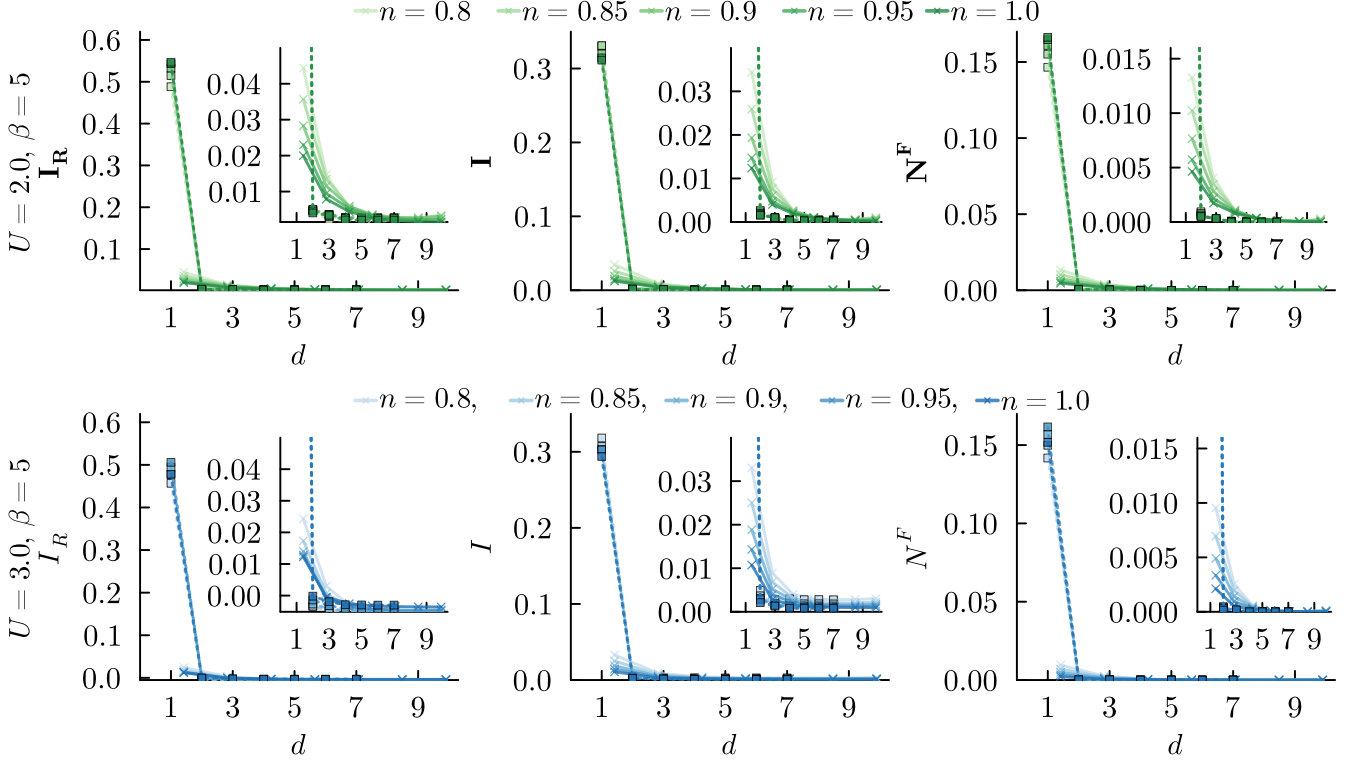 n = 0.8 n = 0.85 n = 0.9 n = 0.95 n = 1.0
U = 2.0, β = 5
I_R
0.6
0.5
0.4
0.3
0.2
0.1
0.04
0.03
0.02
0.01
1 3 5 7 9
1 3 5 7 9
d
I
0.3
0.2
0.1
0.0
0.03
0.02
0.01
0.00
1 3 5 7 9
1 3 5 7 9
d
N^F
0.15
0.10
0.05
0.00
0.015
0.010
0.005
0.000
1 3 5 7 9
1 3 5 7 9
d
n = 0.8, n = 0.85, n = 0.9, n = 0.95, n = 1.0
U = 3.0, β = 5
I_R
0.6
0.5
0.4
0.3
0.2
0.1
0.0
0.04
0.03
0.02
0.01
0.00
1 3 5 7 9
1 3 5 7 9
d
I
0.3
0.2
0.1
0.0
0.03
0.02
0.01
0.00
1 3 5 7 9
1 3 5 7 9
d
N^F
0.15
0.10
0.05
0.00
0.015
0.010
0.005
0.000
1 3 5 7 9
1 3 5 7 9
d